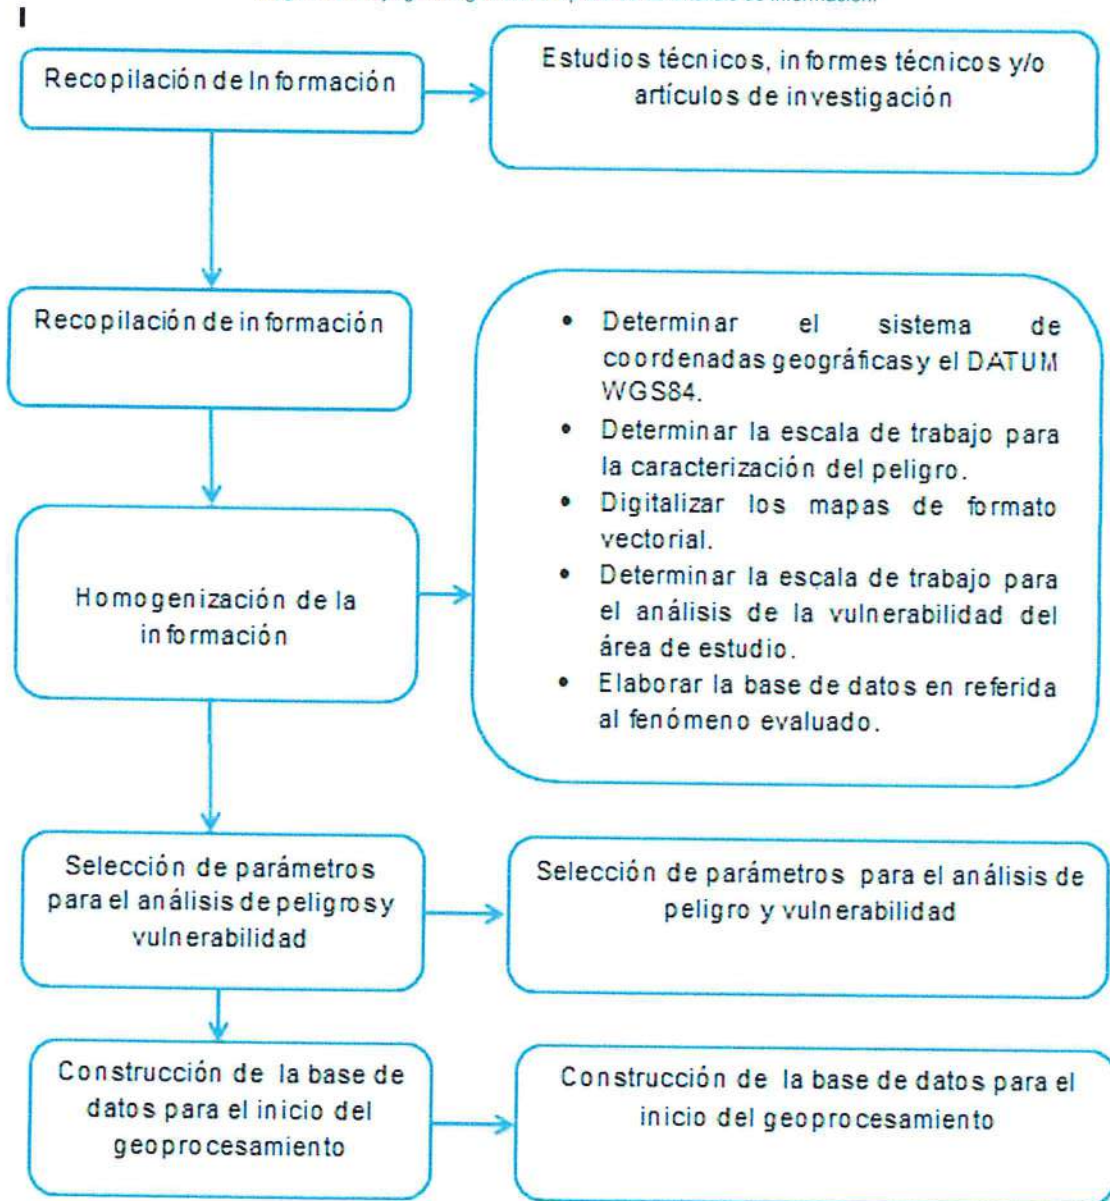 Recopilación de Información
Estudios técnicos, informes técnicos y/o
artículos de investigación
Recopilación de información
• Determinar el sistema de
coordenadas geográficas y el DATUM
WGS84.
• Determinar la escala de trabajo para
la caracterización del peligro.
• Digitalizar los mapas de formato
vectorial.
• Determinar la escala de trabajo para
el análisis de la vulnerabilidad del
área de estudio.
• Elaborar la base de datos en referida
al fenómeno evaluado.
Homogenización de la
información
Selección de parámetros
para el análisis de peligros y
vulnerabilidad
Selección de parámetros para el análisis de
peligro y vulnerabilidad
Construcción de la base de
datos para el inicio del
geoprocesamiento
Construcción de la base de datos para el
inicio del geoprocesamiento